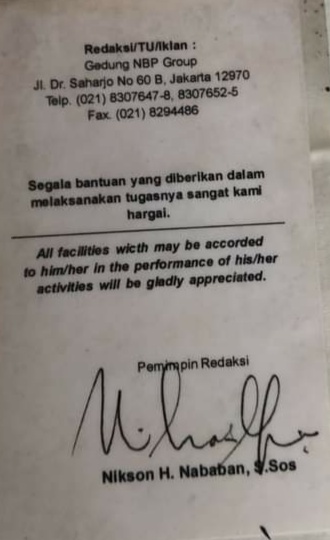 Redaksi/TU/Iklan :
Gedung NBP Group
Jl. Dr. Saharjo No 60 B, Jakarta 12970
Telp. (021) 8307647-8, 8307652-5
Fax. (021) 8294486
Segala bantuan yang diberikan dalam
melaksanakan tugasnya sangat kami
hargai.
All facilities wicth may be accorded
to him/her in the performance of his/her
activities will be gladly appreciated.
Pemimpin Redaksi
Nikson H. Nababan, S.Sos